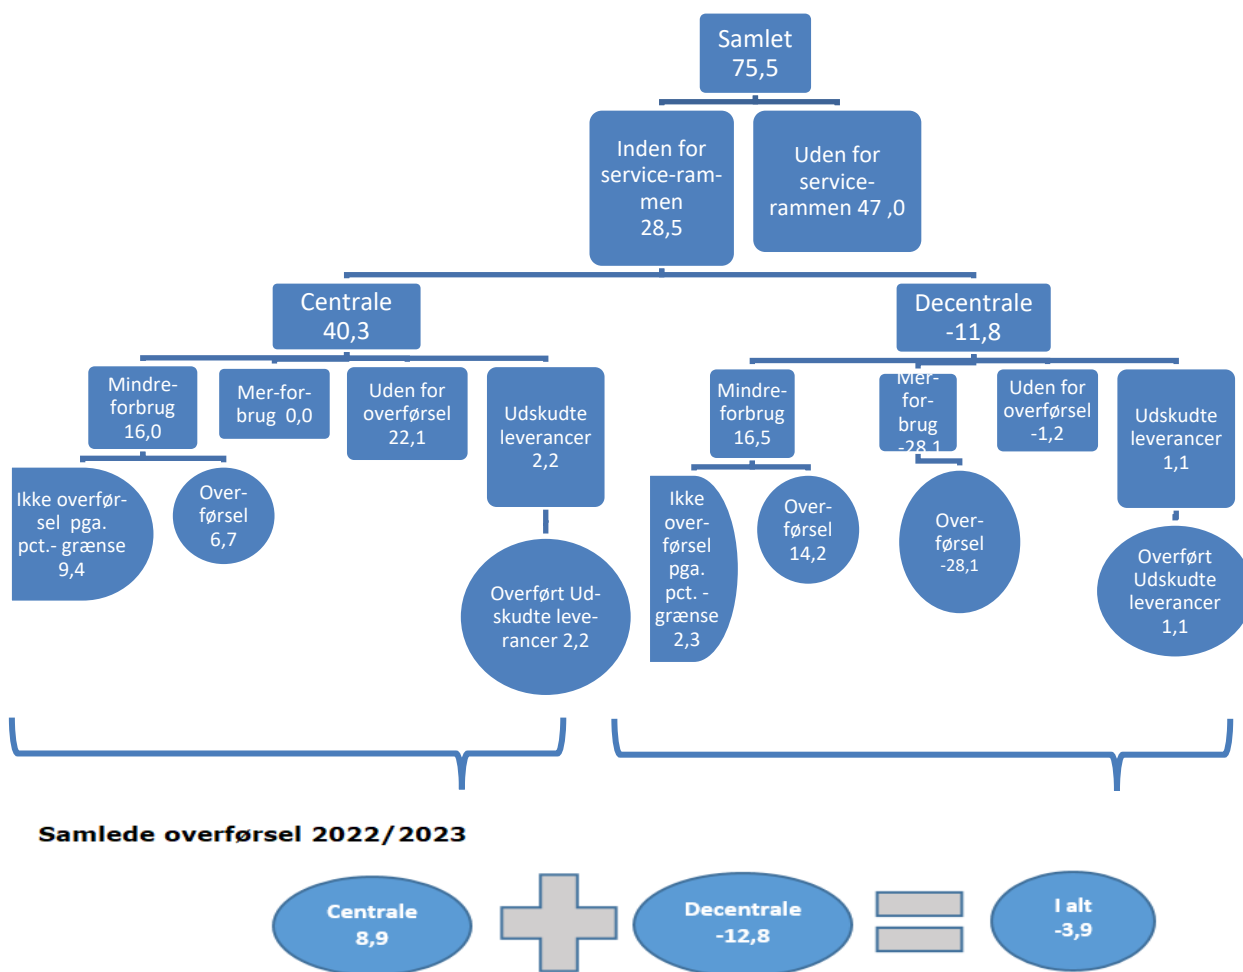 Samlet
75,5
Inden for
service-ram-
men
28,5
Uden for
service-
rammen 47 ,0
Centrale
40,3
Decentrale
-11,8
Mindre-
forbrug
16,0
Mer-for-
brug 0,0
Uden for
overførsel
22,1
Udskudte
leverancer
2,2
Mindre-
forbrug
16,5
Mer-
for-
brug
-28,1
Uden for
overførsel
-1,2
Udskudte
leverancer
1,1
Ikke overfør-
sel pga.
pct.- grænse
9,4
Over-
førsel
6,7
Overført Ud-
skudte leve-
rancer 2,2
Ikke
over-
førsel
pga.
pct. -
grænse
2,3
Over-
førsel
14,2
Over-
førsel
-28,1
Overført
Udskudte
leverancer
1,1
Samlede overførsel 2022/2023
Centrale
8,9
Decentrale
-12,8
I alt
-3,9